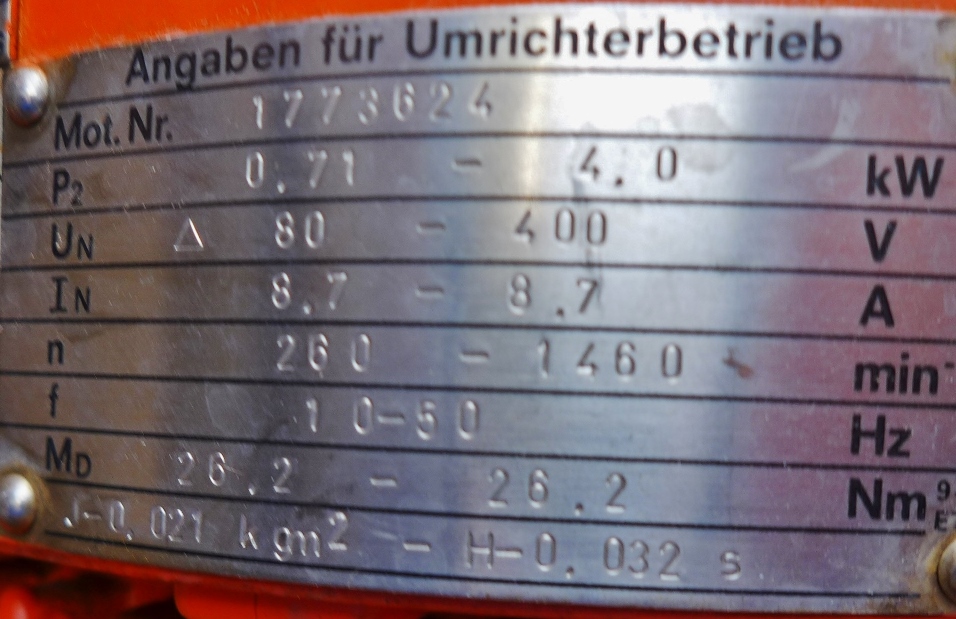 Angaben für Umrichterbetrieb
Mot. Nr. 1773624
P2 0.71 - 4.0 kW
UN △ 80 - 400 V
IN 8.7 - 8.7 A
n 260 - 1460 min-
f 10-50 Hz
MD 26.2 - 26.2 Nm
J-0.021 kgm2 - H-0.032 s